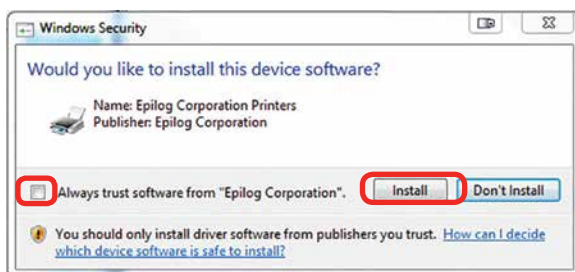 Windows Security
Would you like to install this device software?
Name: Epilog Corporation Printers
Publisher: Epilog Corporation
Always trust software from "Epilog Corporation".
Install
Don't Install
You should only install driver software from publishers you trust. How can I decide
which device software is safe to install?